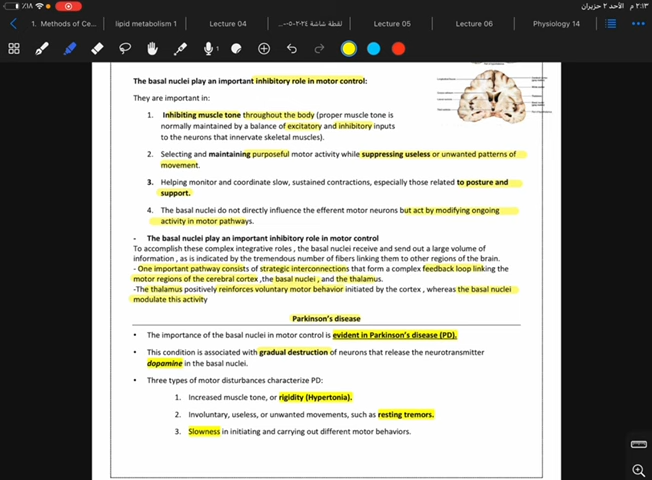 ٢:١٣ م الأحد ٢ حزيران
٪١٨
1. Methods of Ce...
lipid metabolism 1
Lecture 04
لقطة شاشة ٢٠٢٤-٠٥-...
Lecture 05
Lecture 06
Physiology 14
1
The basal nuclei play an important inhibitory role in motor control:
They are important in:
1. Inhibiting muscle tone throughout the body (proper muscle tone is
normally maintained by a balance of excitatory and inhibitory inputs
to the neurons that innervate skeletal muscles).
2. Selecting and maintaining purposeful motor activity while suppressing useless or unwanted patterns of
movement.
3. Helping monitor and coordinate slow, sustained contractions, especially those related to posture and
support.
4. The basal nuclei do not directly influence the efferent motor neurons but act by modifying ongoing
activity in motor pathways.
- The basal nuclei play an important inhibitory role in motor control
To accomplish these complex integrative roles , the basal nuclei receive and send out a large volume of
information , as is indicated by the tremendous number of fibers linking them to other regions of the brain.
- One important pathway consists of strategic interconnections that form a complex feedback loop linking the
motor regions of the cerebral cortex ,the basal nuclei , and the thalamus.
-The thalamus positively reinforces voluntary motor behavior initiated by the cortex , whereas the basal nuclei
modulate this activity
Parkinson's disease
• The importance of the basal nuclei in motor control is evident in Parkinson's disease (PD).
• This condition is associated with gradual destruction of neurons that release the neurotransmitter
dopamine in the basal nuclei.
• Three types of motor disturbances characterize PD:
1. Increased muscle tone, or rigidity (Hypertonia).
2. Involuntary, useless, or unwanted movements, such as resting tremors.
3. Slowness in initiating and carrying out different motor behaviors.